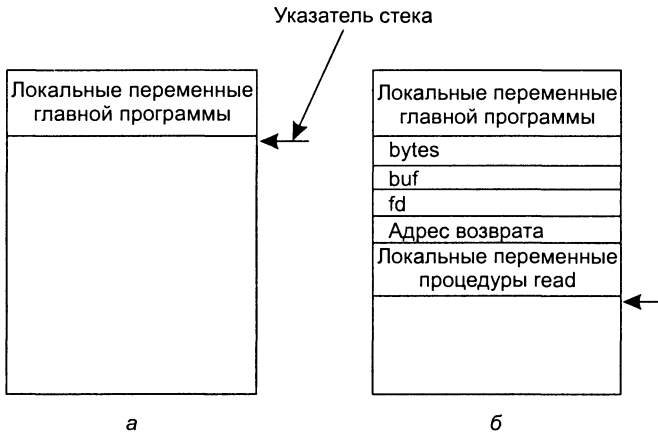 Указатель стека
Локальные переменные
главной программы
Локальные переменные
главной программы
bytes
buf
fd
Адрес возврата
Локальные переменные
процедуры read
а
б